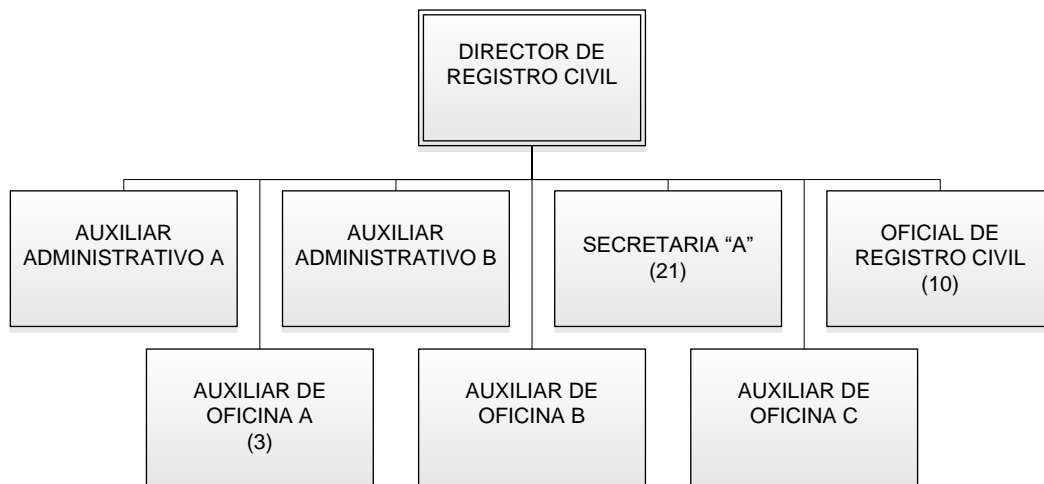 DIRECTOR DE
REGISTRO CIVIL
AUXILIAR
ADMINISTRATIVO A
AUXILIAR
ADMINISTRATIVO B
SECRETARIA “A”
(21)
OFICIAL DE
REGISTRO CIVIL
(10)
AUXILIAR DE
OFICINA A
(3)
AUXILIAR DE
OFICINA B
AUXILIAR DE
OFICINA C